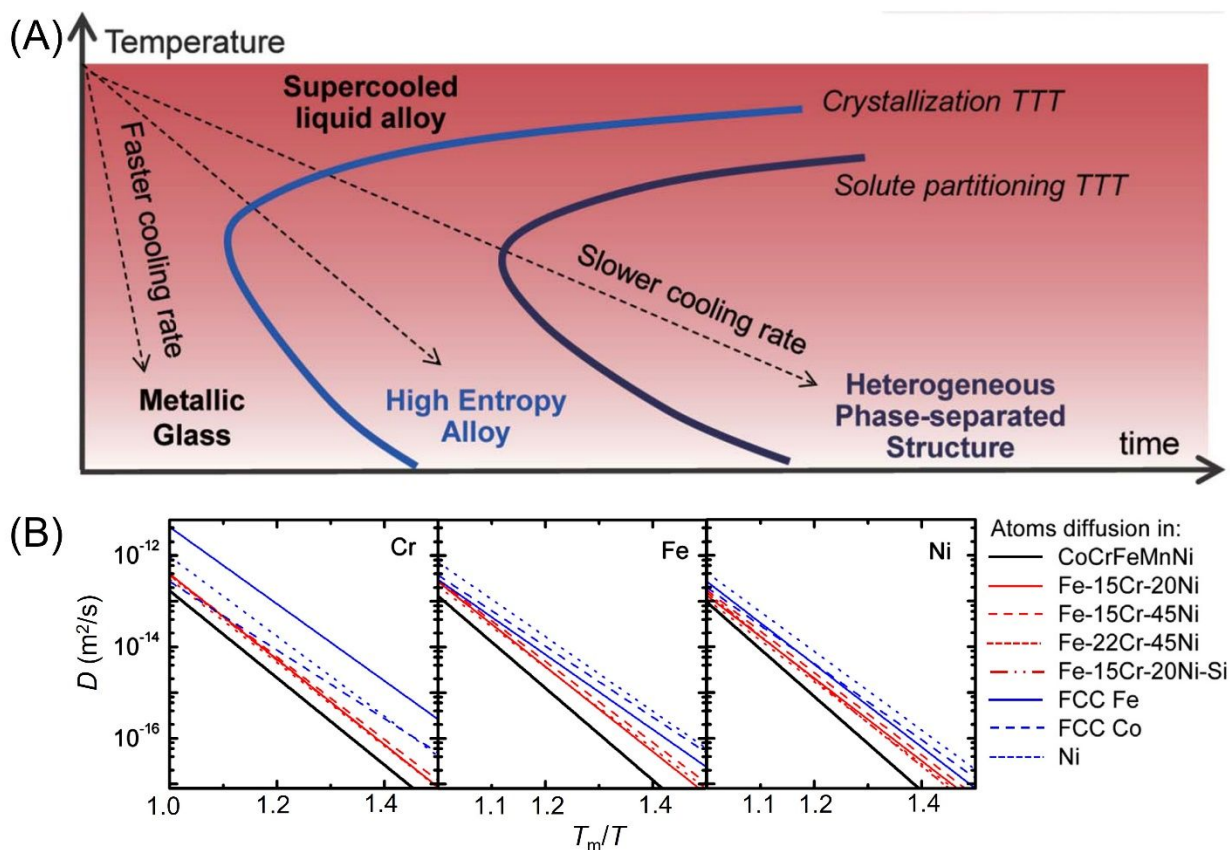 (A)
Temperature
Supercooled
liquid alloy
Crystallization TTT
Solute partitioning TTT
Faster cooling rate
Slower cooling rate
Metallic
Glass
High Entropy
Alloy
Heterogeneous
Phase-separated
Structure
time
(B)
Cr
Fe
Ni
D (m²/s)
10⁻¹²
10⁻¹⁴
10⁻¹⁶
1.0 1.2 1.4
1.1 1.2 1.4
1.1 1.2 1.4
Tₘ/T
Atoms diffusion in:
CoCrFeMnNi
Fe-15Cr-20Ni
Fe-15Cr-45Ni
Fe-22Cr-45Ni
Fe-15Cr-20Ni-Si
FCC Fe
FCC Co
Ni